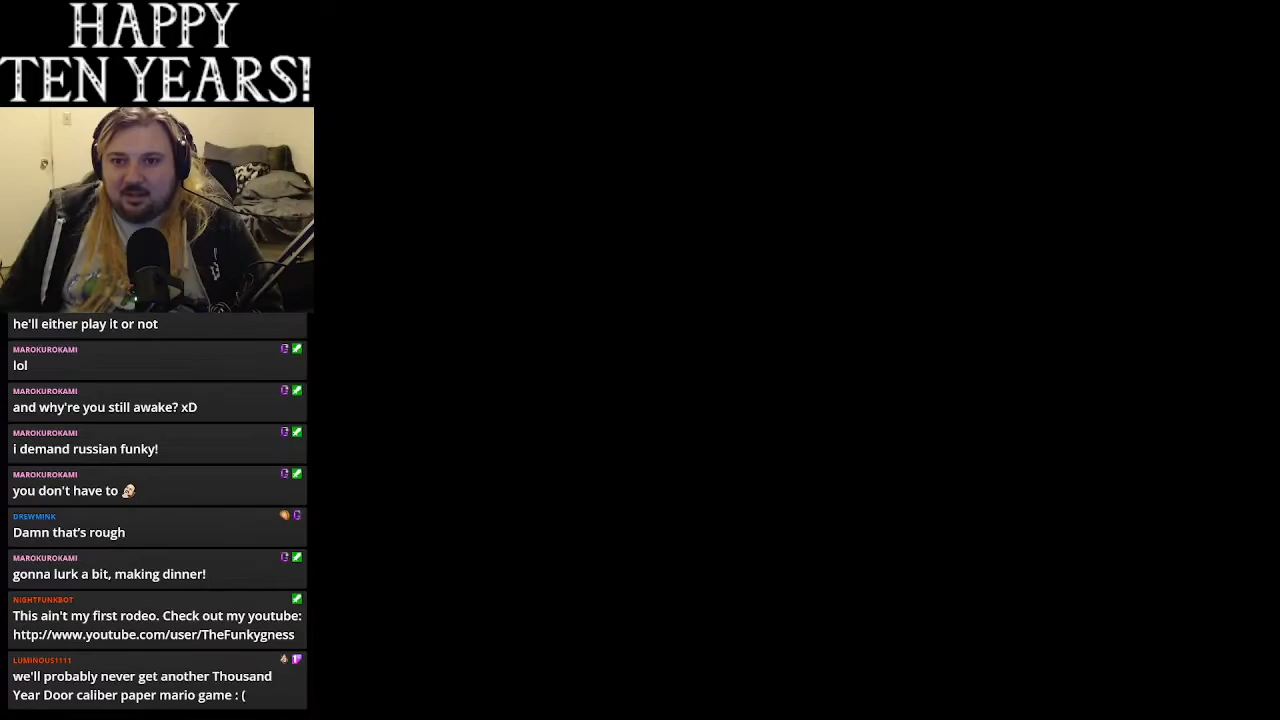 HAPPY
TEN YEARS!
he'll either play it or not
MAROKUROKAMI
lol
MAROKUROKAMI
and why're you still awake? xD
MAROKUROKAMI
i demand russian funky!
MAROKUROKAMI
you don't have to
DREWMINK
Damn that's rough
MAROKUROKAMI
gonna lurk a bit, making dinner!
NIGHTFUNKBOT
This ain't my first rodeo. Check out my youtube:
http://www.youtube.com/user/TheFunkygness
LUMINOUS1111
we'll probably never get another Thousand
Year Door caliber paper mario game : (